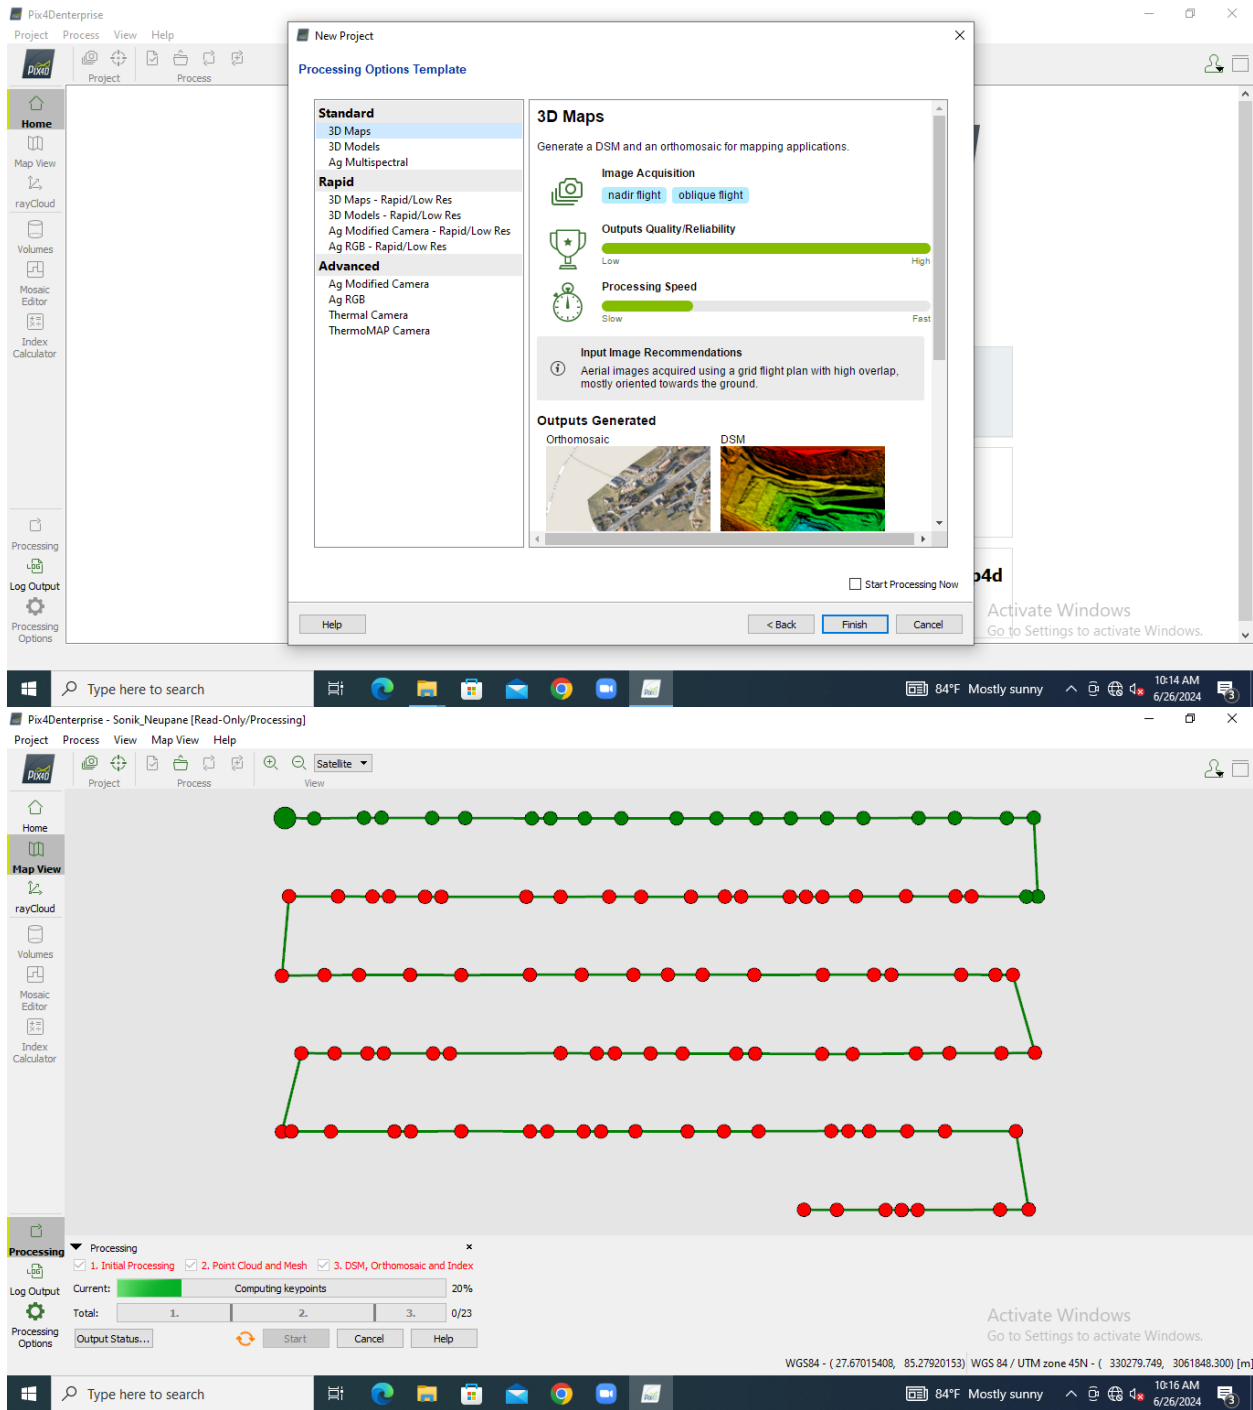 Pix4Denterprise
Project Process View Help
PIX4D
Project
Process
Home
Map View
rayCloud
Volumes
Mosaic
Editor
Index
Calculator
Processing
LOG
Log Output
Processing
Options
New Project
Processing Options Template
Standard
3D Maps
3D Models
Ag Multispectral
Rapid
3D Maps - Rapid/Low Res
3D Models - Rapid/Low Res
Ag Modified Camera - Rapid/Low Res
Ag RGB - Rapid/Low Res
Advanced
Ag Modified Camera
Ag RGB
Thermal Camera
ThermoMAP Camera
3D Maps
Generate a DSM and an orthomosaic for mapping applications.
Image Acquisition
nadir flight oblique flight
Outputs Quality/Reliability
Low High
Processing Speed
Slow Fast
Input Image Recommendations
Aerial images acquired using a grid flight plan with high overlap,
mostly oriented towards the ground.
Outputs Generated
Orthomosaic DSM
Start Processing Now
Help < Back Finish Cancel
p4d
Activate Windows
Go to Settings to activate Windows.
Type here to search
84°F Mostly sunny
10:14 AM
6/26/2024
3
Pix4Denterprise - Sonik_Neupane [Read-Only/Processing]
Project Process View Map View Help
PIX4D
Satellite
Project Process View
Home
Map View
rayCloud
Volumes
Mosaic
Editor
Index
Calculator
Processing
LOG
Log Output
Processing
Options
Processing
1. Initial Processing 2. Point Cloud and Mesh 3. DSM, Orthomosaic and Index
Current: Computing keypoints 20%
Total: 1. 2. 3. 0/23
Output Status... Start Cancel Help
Activate Windows
Go to Settings to activate Windows.
WGS84 - ( 27.67015408, 85.27920153) WGS 84 / UTM zone 45N - ( 330279.749, 3061848.300) [m]
Type here to search
84°F Mostly sunny
10:16 AM
6/26/2024
3